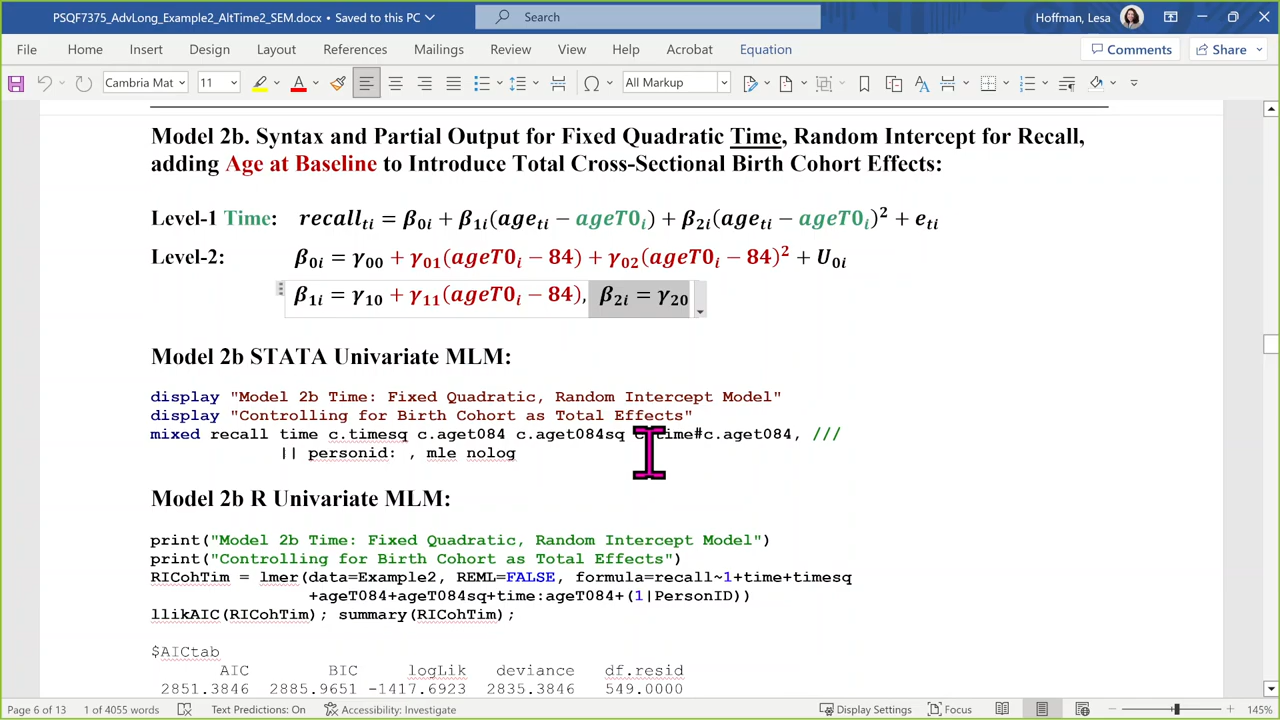 PSQF7375_AdvLong_Example2_AltTime2_SEM.docx • Saved to this PC
Search
Hoffman, Lesa
File Home Insert Design Layout References Mailings Review View Help Acrobat Equation
Comments Share
Cambria Mat 11 All Markup
Model 2b. Syntax and Partial Output for Fixed Quadratic Time, Random Intercept for Recall,
adding Age at Baseline to Introduce Total Cross-Sectional Birth Cohort Effects:
Level-1 Time: recall_ti = β_0i + β_1i(age_ti − ageT0_i) + β_2i(age_ti − ageT0_i)² + e_ti
Level-2: β_0i = γ_00 + γ_01(ageT0_i − 84) + γ_02(ageT0_i − 84)² + U_0i
β_1i = γ_10 + γ_11(ageT0_i − 84), β_2i = γ_20
Model 2b STATA Univariate MLM:
display "Model 2b Time: Fixed Quadratic, Random Intercept Model"
display "Controlling for Birth Cohort as Total Effects"
mixed recall time c.timesq c.aget084 c.aget084sq c.time#c.aget084, ///
|| personid: , mle nolog
Model 2b R Univariate MLM:
print("Model 2b Time: Fixed Quadratic, Random Intercept Model")
print("Controlling for Birth Cohort as Total Effects")
RICohTim = lmer(data=Example2, REML=FALSE, formula=recall~1+time+timesq
+ageT084+ageT084sq+time:ageT084+(1|PersonID))
llikAIC(RICohTim); summary(RICohTim);
$AICtab
AIC BIC logLik deviance df.resid
2851.3846 2885.9651 -1417.6923 2835.3846 549.0000
Page 6 of 13 1 of 4055 words Text Predictions: On Accessibility: Investigate Display Settings Focus 145%